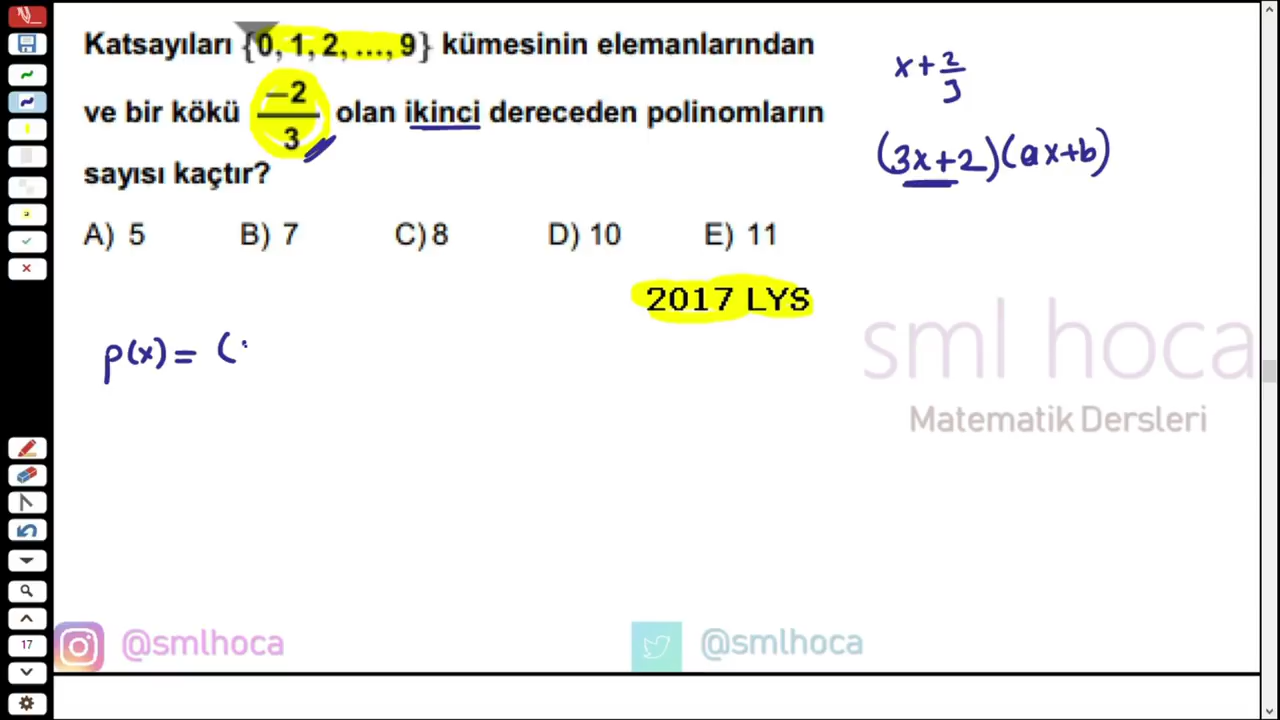 Katsayıları {0, 1, 2, ..., 9} kümesinin elemanlarından
ve bir kökü -2/3 olan ikinci dereceden polinomların
sayısı kaçtır?
A) 5 B) 7 C) 8 D) 10 E) 11
2017 LYS
x + 2/3
(3x+2)(ax+b)
p(x) = (
sml hoca
Matematik Dersleri
17
@smlhoca @smlhoca